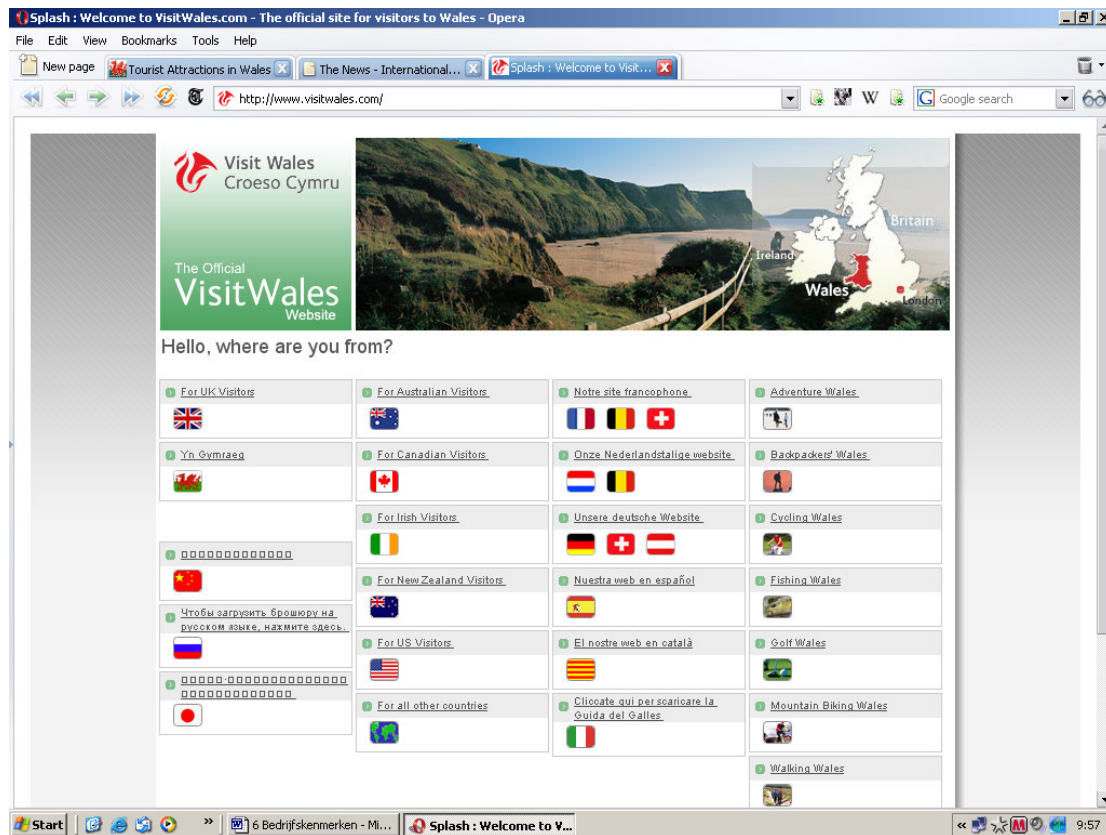 Splash : Welcome to VisitWales.com - The official site for visitors to Wales - Opera
File Edit View Bookmarks Tools Help
New page Tourist Attractions in Wales The News - International... Splash : Welcome to Visit...
http://www.visitwales.com/ W G Google search
Visit Wales
Croeso Cymru
The Official
VisitWales
Website
Britain
Ireland
Wales
London
Hello, where are you from?
For UK Visitors
Yn Gymraeg
Чтобы загрузить брошюру на
русском языке, нажмите здесь.
For Australian Visitors
For Canadian Visitors
For Irish Visitors
For New Zealand Visitors
For US Visitors
For all other countries
Notre site francophone
Onze Nederlandstalige website
Unsere deutsche Website
Nuestra web en español
El nostre web en català
Cliccate qui per scaricare la
Guida del Galles
Adventure Wales
Backpackers' Wales
Cycling Wales
Fishing Wales
Golf Wales
Mountain Biking Wales
Walking Wales
Start » 6 Bedrijfskenmerken - Mi... Splash : Welcome to V... « 9:57